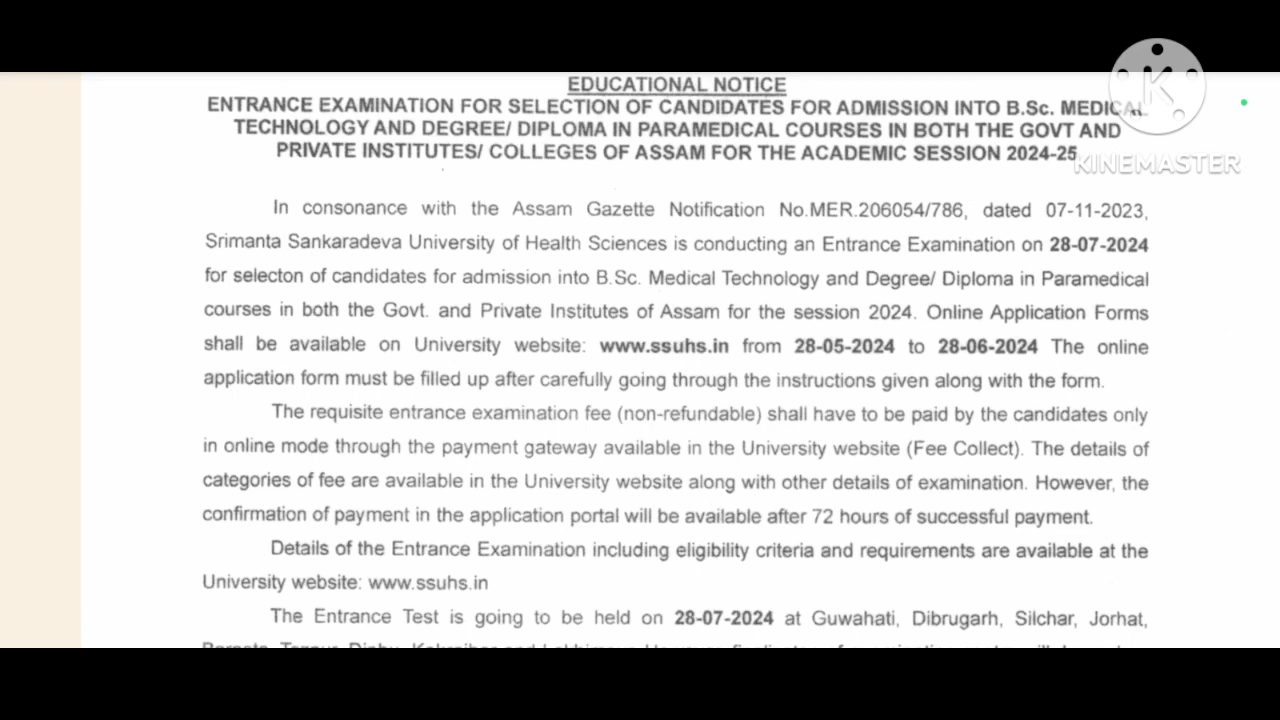 EDUCATIONAL NOTICE
ENTRANCE EXAMINATION FOR SELECTION OF CANDIDATES FOR ADMISSION INTO B.Sc. MEDICAL
TECHNOLOGY AND DEGREE/ DIPLOMA IN PARAMEDICAL COURSES IN BOTH THE GOVT AND
PRIVATE INSTITUTES/ COLLEGES OF ASSAM FOR THE ACADEMIC SESSION 2024-25
KINEMASTER
In consonance with the Assam Gazette Notification No.MER.206054/786, dated 07-11-2023,
Srimanta Sankaradeva University of Health Sciences is conducting an Entrance Examination on 28-07-2024
for selecton of candidates for admission into B.Sc. Medical Technology and Degree/ Diploma in Paramedical
courses in both the Govt. and Private Institutes of Assam for the session 2024. Online Application Forms
shall be available on University website: www.ssuhs.in from 28-05-2024 to 28-06-2024 The online
application form must be filled up after carefully going through the instructions given along with the form.
The requisite entrance examination fee (non-refundable) shall have to be paid by the candidates only
in online mode through the payment gateway available in the University website (Fee Collect). The details of
categories of fee are available in the University website along with other details of examination. However, the
confirmation of payment in the application portal will be available after 72 hours of successful payment.
Details of the Entrance Examination including eligibility criteria and requirements are available at the
University website: www.ssuhs.in
The Entrance Test is going to be held on 28-07-2024 at Guwahati, Dibrugarh, Silchar, Jorhat,